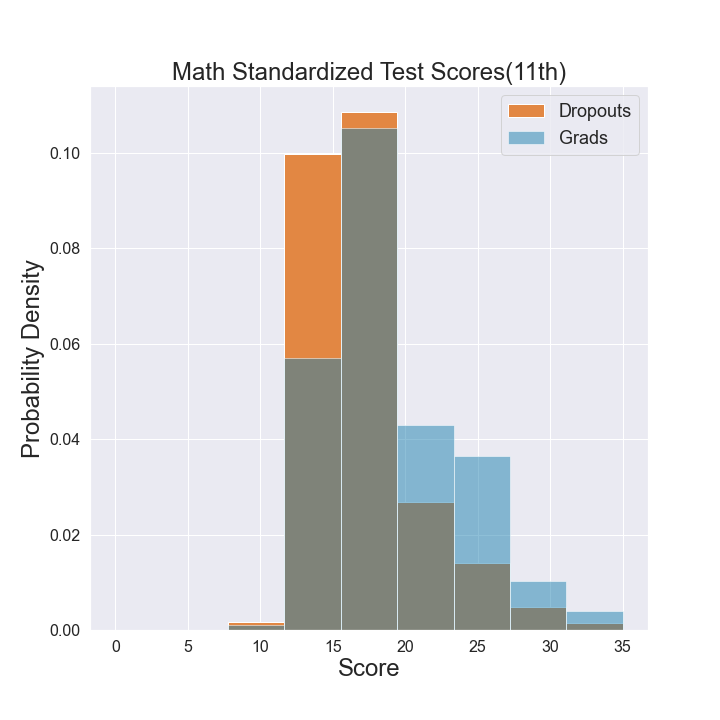 Math Standardized Test Scores(11th)
Dropouts
Grads
0.10
0.08
0.06
0.04
0.02
0.00
Probability Density
0 5 10 15 20 25 30 35
Score